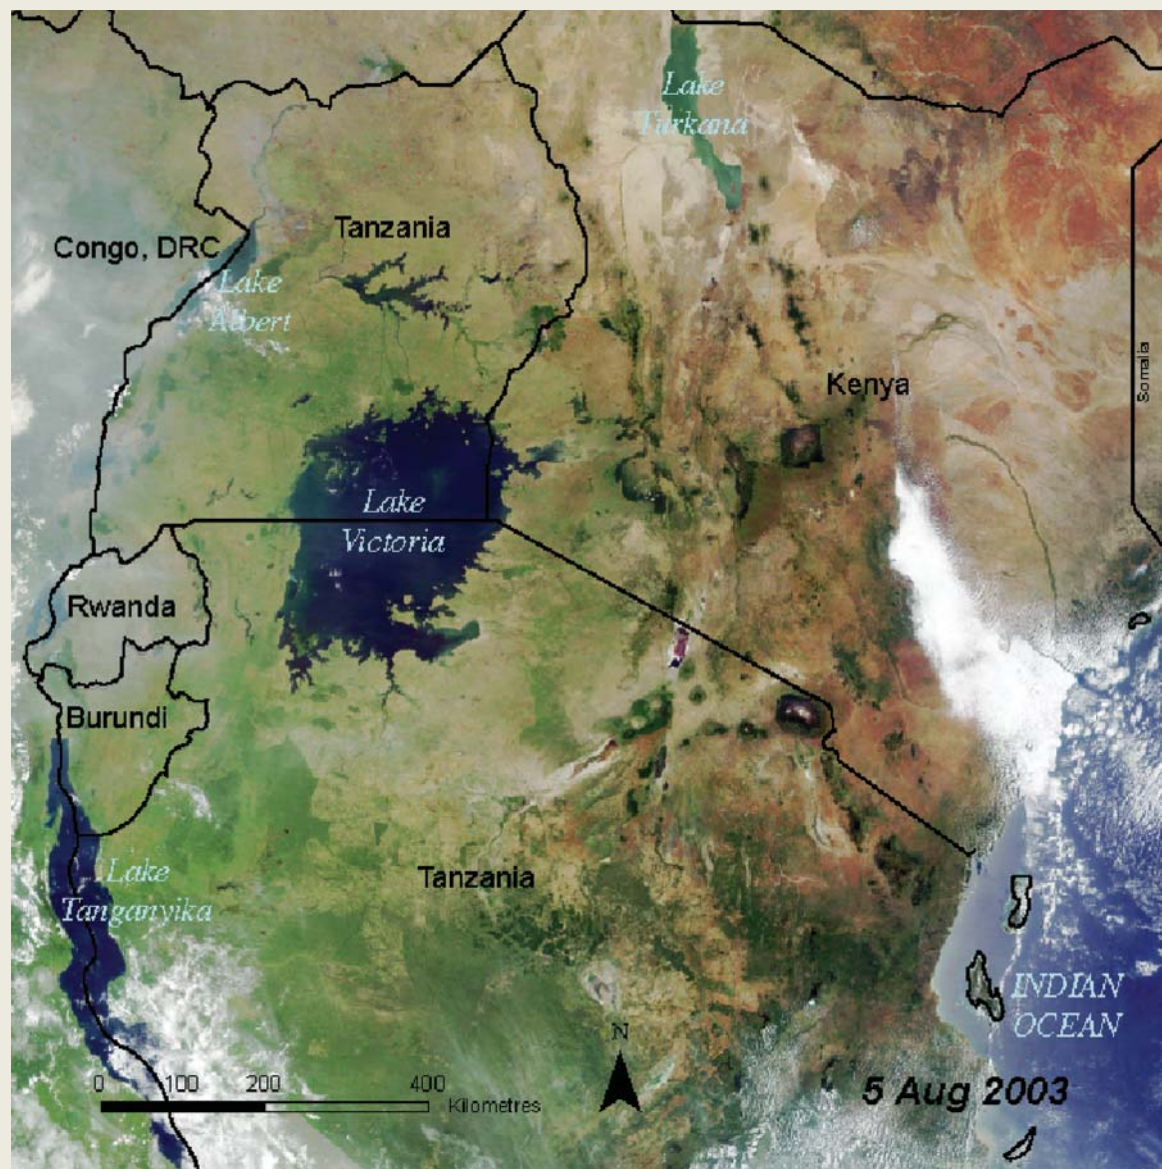 Lake
Turkana
Tanzania
Congo, DRC
Lake
Albert
Kenya
Somalia
Lake
Victoria
Rwanda
Burundi
Lake
Tanganyika
Tanzania
INDIAN
OCEAN
N
0 100 200 400
Kilometres
5 Aug 2003